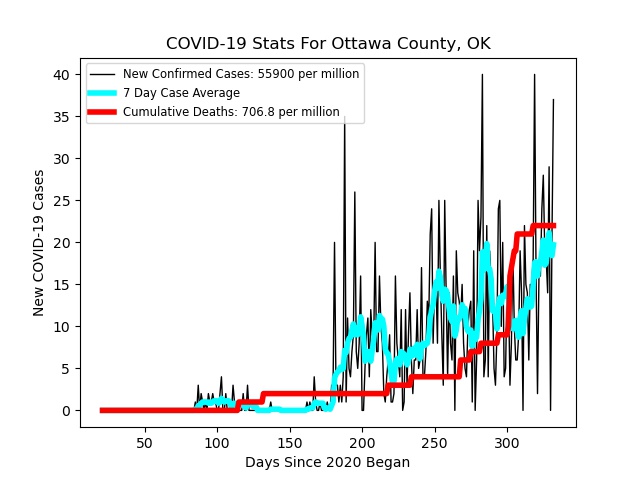 COVID-19 Stats For Ottawa County, OK
New Confirmed Cases: 55900 per million
7 Day Case Average
Cumulative Deaths: 706.8 per million
New COVID-19 Cases
40
35
30
25
20
15
10
5
0
50
100
150
200
250
300
Days Since 2020 Began